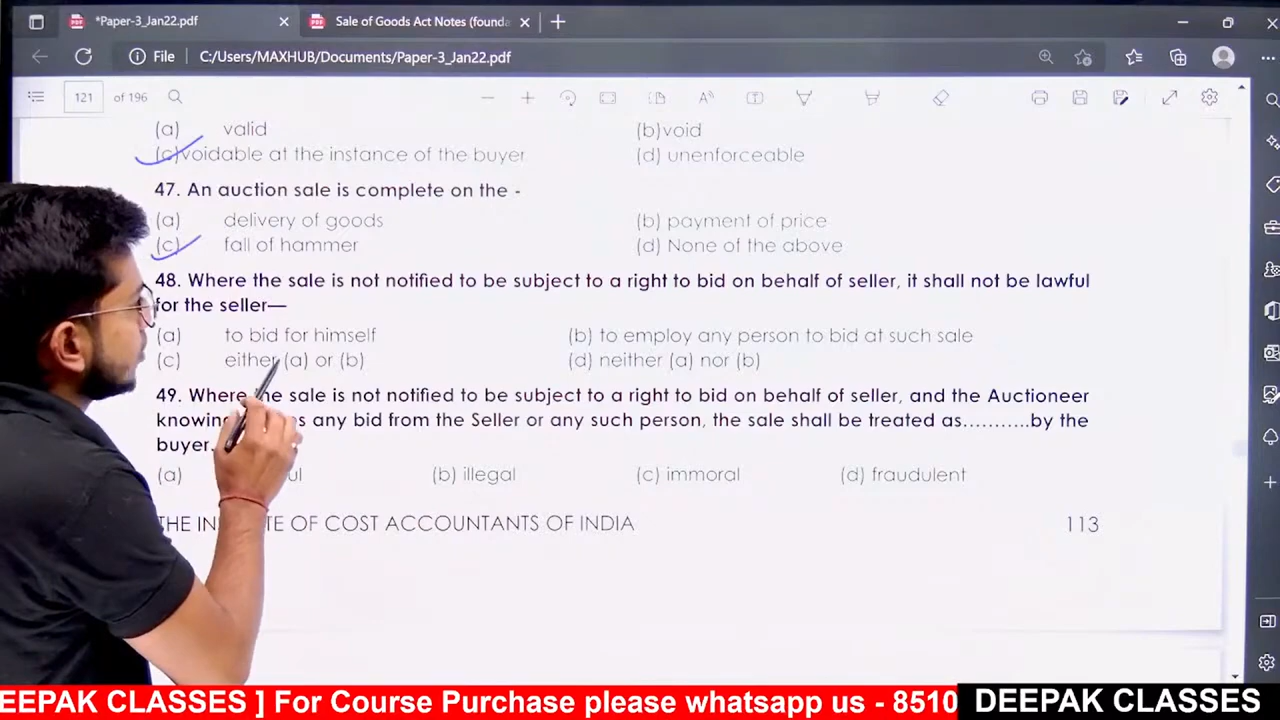 *Paper-3_Jan22.pdf
Sale of Goods Act Notes (founda
File C:/Users/MAXHUB/Documents/Paper-3_Jan22.pdf
121 of 196
(a) valid (b)void
(c)voidable at the instance of the buyer (d) unenforceable
47. An auction sale is complete on the -
(a) delivery of goods (b) payment of price
(c) fall of hammer (d) None of the above
48. Where the sale is not notified to be subject to a right to bid on behalf of seller, it shall not be lawful
for the seller—
(a) to bid for himself (b) to employ any person to bid at such sale
(c) either (a) or (b) (d) neither (a) nor (b)
49. Where the sale is not notified to be subject to a right to bid on behalf of seller, and the Auctioneer
any bid from the Seller or any such person, the sale shall be treated as………..by the
buyer.
(a) (b) illegal (c) immoral (d) fraudulent
THE OF COST ACCOUNTANTS OF INDIA 113
EEPAK CLASSES ] For Course Purchase please whatsapp us - 8510
DEEPAK CLASSES